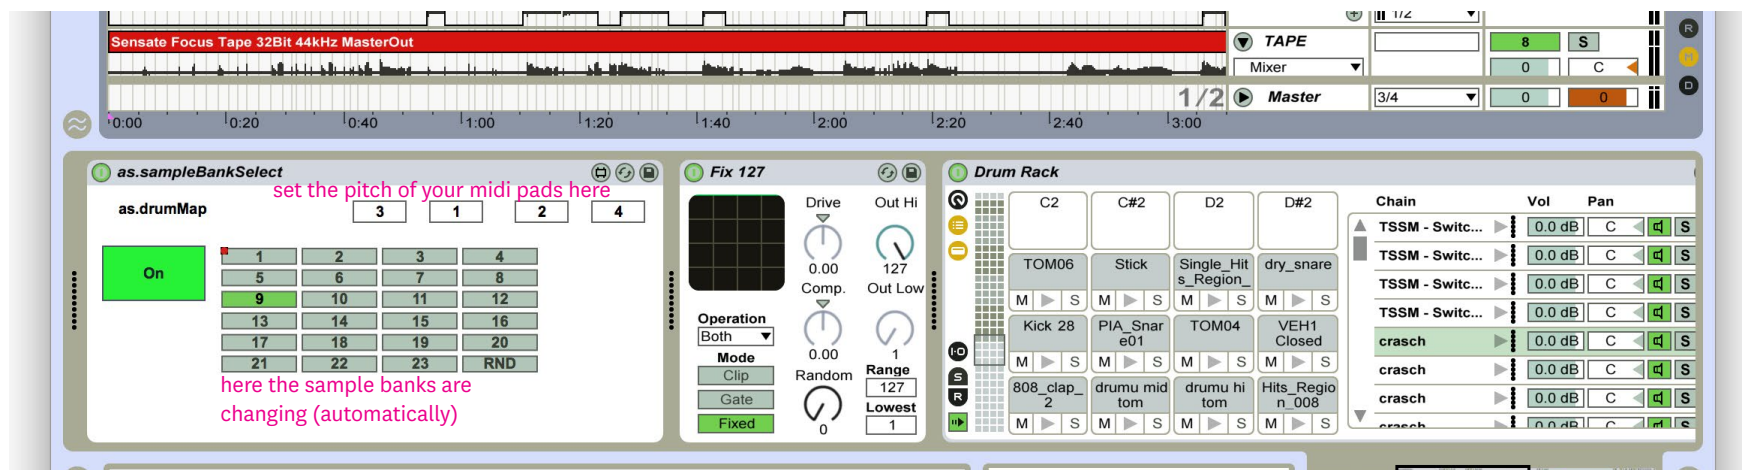 1/2
Sensate Focus Tape 32Bit 44kHz MasterOut
TAPE
8
S
R
Mixer
0
C
M
1/2
Master
3/4
0
0
D
0:00
0:20
0:40
1:00
1:20
1:40
2:00
2:20
2:40
3:00
as.sampleBankSelect
set the pitch of your midi pads here
as.drumMap
3
1
2
4
On
1 2 3 4
5 6 7 8
9 10 11 12
13 14 15 16
17 18 19 20
21 22 23 RND
here the sample banks are
changing (automatically)
Fix 127
Drive
Out Hi
0.00
127
Comp.
Out Low
Operation
Both
0.00
1
Mode
Clip
Gate
Fixed
Random
0
Range
127
Lowest
1
Drum Rack
I·O
S
R
C2
C#2
D2
D#2
TOM06
Stick
Single_Hit
s_Region_
dry_snare
M S M S M S M S
Kick 28
PIA_Snar
e01
TOM04
VEH1
Closed
M S M S M S M S
808_clap_
2
drumu mid
tom
drumu hi
tom
Hits_Regio
n_008
M S M S M S M S
Chain Vol Pan
TSSM - Switc... 0.0 dB C S
TSSM - Switc... 0.0 dB C S
TSSM - Switc... 0.0 dB C S
TSSM - Switc... 0.0 dB C S
crasch 0.0 dB C S
crasch 0.0 dB C S
crasch 0.0 dB C S
crasch 0.0 dB C S